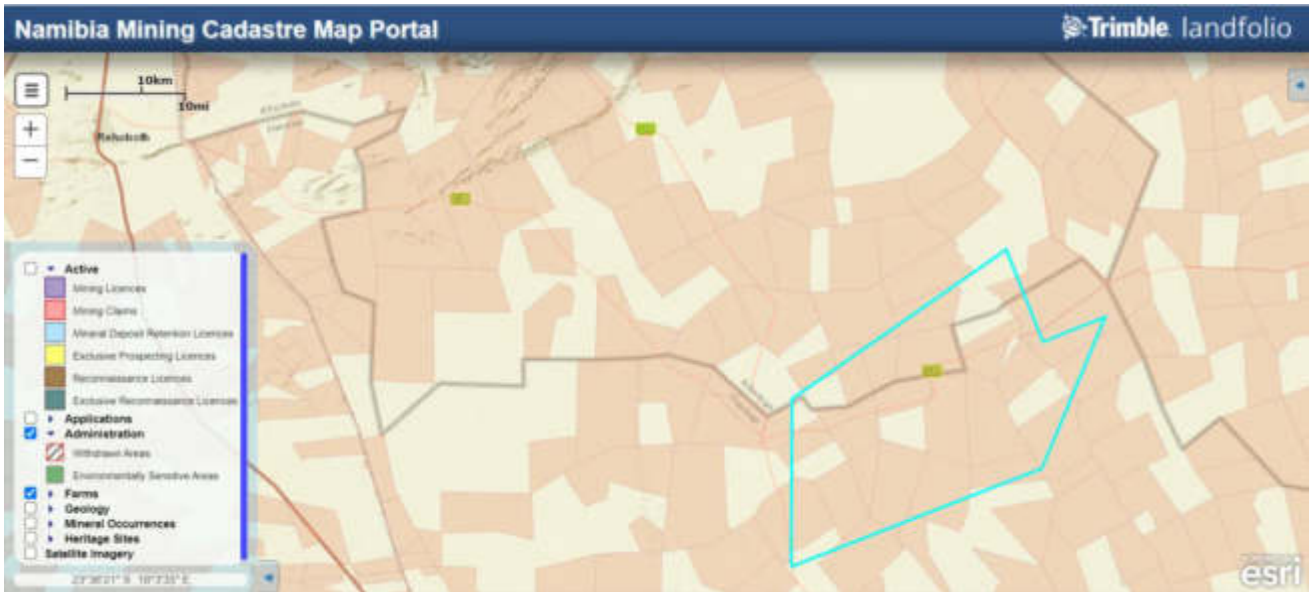 Namibia Mining Cadastre Map Portal
Trimble landfolio
10km
10mi
+
−
Rehoboth
Active
Mining Licences
Mining Claims
Mineral Deposit Retention Licences
Exclusive Prospecting Licences
Reconnaissance Licences
Exclusive Reconnaissance Licences
Applications
Administration
Withdrawn Areas
Environmentally Sensitive Areas
Farms
Geology
Mineral Occurrences
Heritage Sites
Satellite Imagery
esri